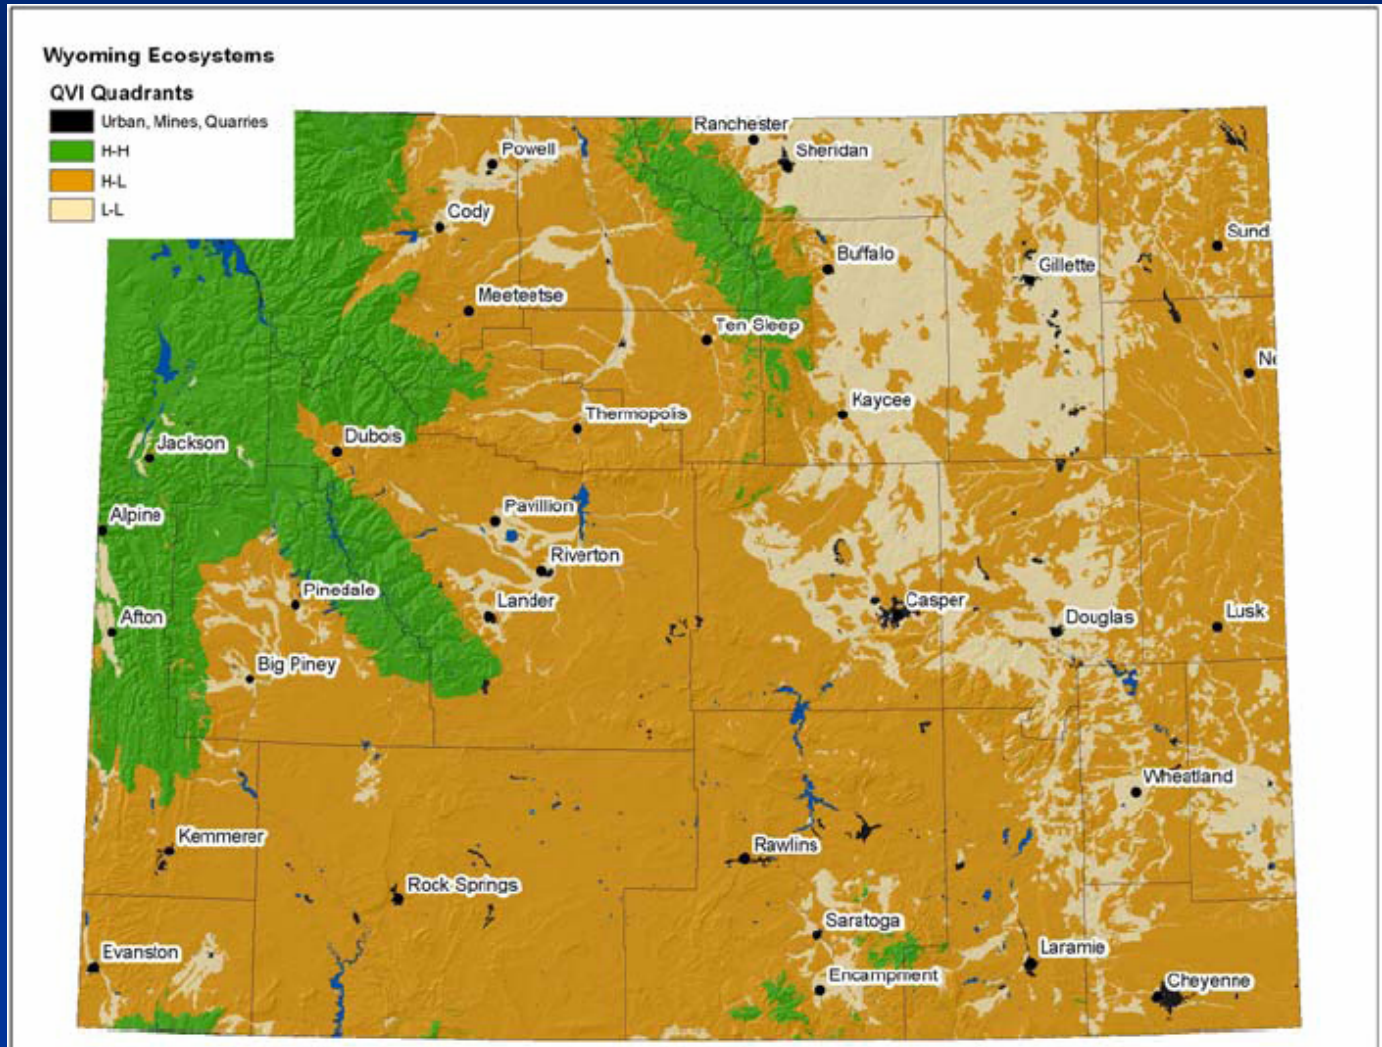 Wyoming Ecosystems
QVI Quadrants
Urban, Mines, Quarries
H-H
H-L
L-L
Ranchester
Powell
Sheridan
Cody
Sund
Buffalo
Gillette
Meeteetse
Ten Sleep
Ne
Kaycee
Thermopolis
Dubois
Jackson
Pavillion
Alpine
Riverton
Pinedale
Lander
Casper
Douglas
Lusk
Afton
Big Piney
Wheatland
Kemmerer
Rawlins
Rock Springs
Saratoga
Laramie
Evanston
Encampment
Cheyenne